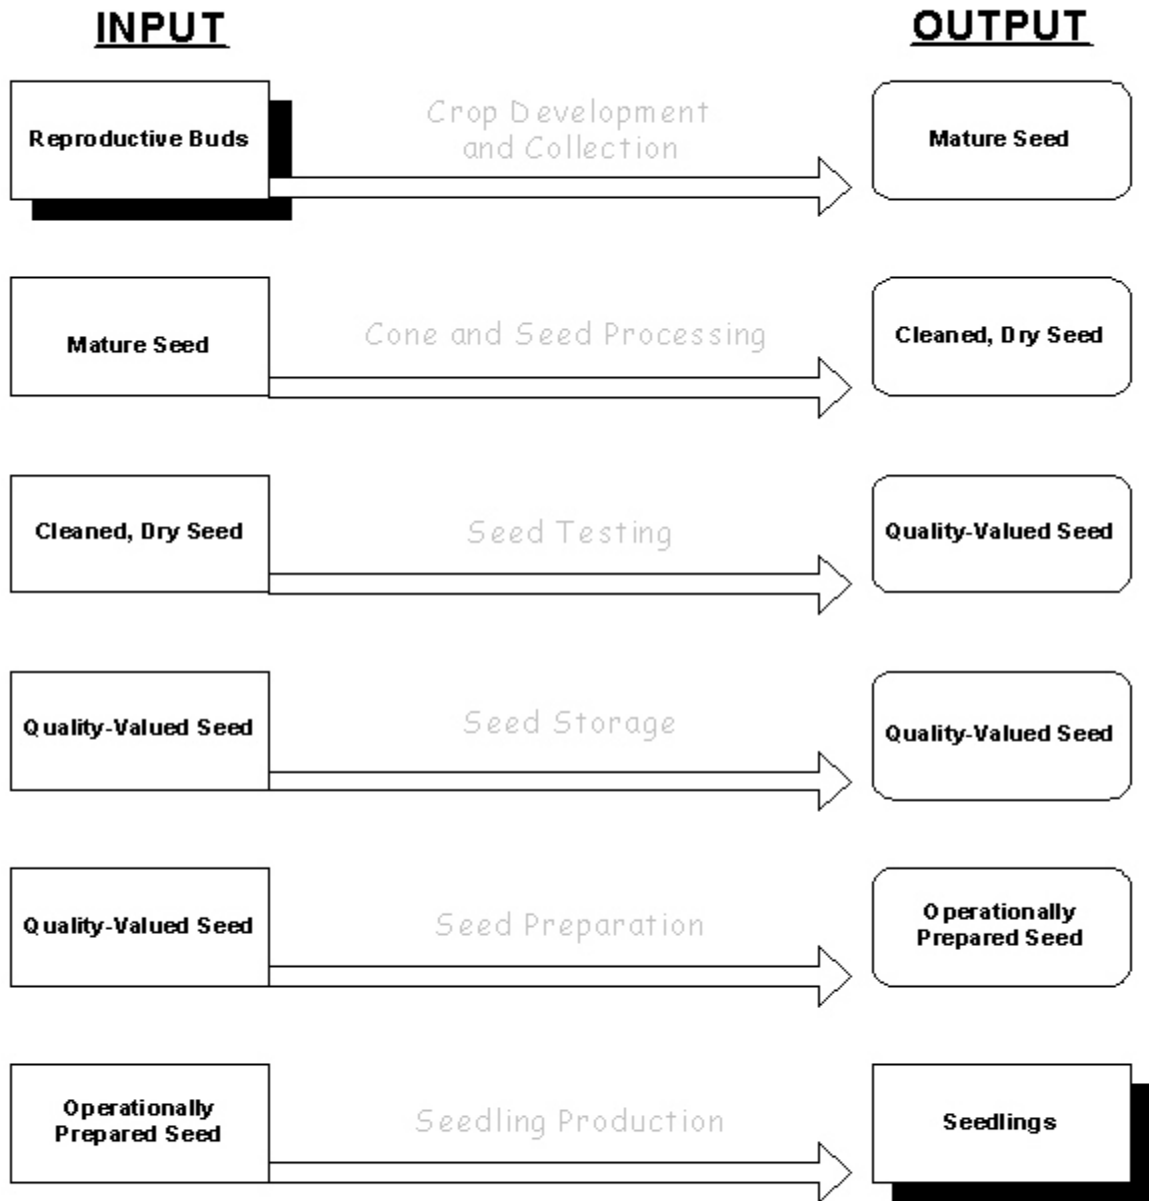 INPUT
OUTPUT
Reproductive Buds
Crop Development
and Collection
Mature Seed
Mature Seed
Cone and Seed Processing
Cleaned, Dry Seed
Cleaned, Dry Seed
Seed Testing
Quality-Valued Seed
Quality-Valued Seed
Seed Storage
Quality-Valued Seed
Quality-Valued Seed
Seed Preparation
Operationally
Prepared Seed
Operationally
Prepared Seed
Seedling Production
Seedlings